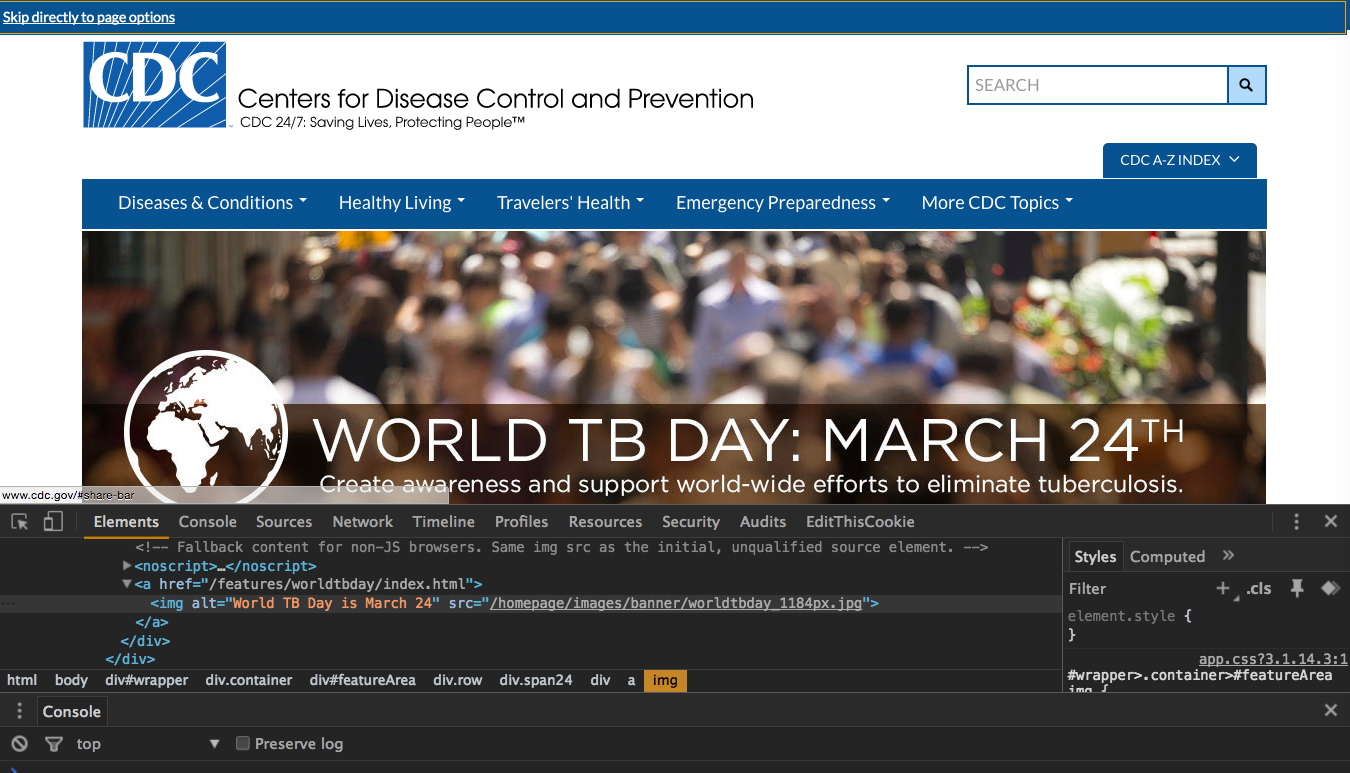 Skip directly to page options
CDC
Centers for Disease Control and Prevention
CDC 24/7: Saving Lives, Protecting People™
SEARCH
CDC A-Z INDEX
Diseases & Conditions Healthy Living Travelers' Health Emergency Preparedness More CDC Topics
WORLD TB DAY: MARCH 24TH
Create awareness and support world-wide efforts to eliminate tuberculosis.
www.cdc.gov/#share-bar
Elements Console Sources Network Timeline Profiles Resources Security Audits EditThisCookie
<!-- Fallback content for non-JS browsers. Same img src as the initial, unqualified source element. -->
<noscript>…</noscript>
<a href="/features/worldtbday/index.html">
<img alt="World TB Day is March 24" src="/homepage/images/banner/worldtbday_1184px.jpg">
</a>
</div>
</div>
Styles Computed »
Filter + .cls
element.style {
}
app.css?3.1.14.3:1
#wrapper>.container>#featureArea
img {
html body div#wrapper div.container div#featureArea div.row div.span24 div a img
Console
top Preserve log